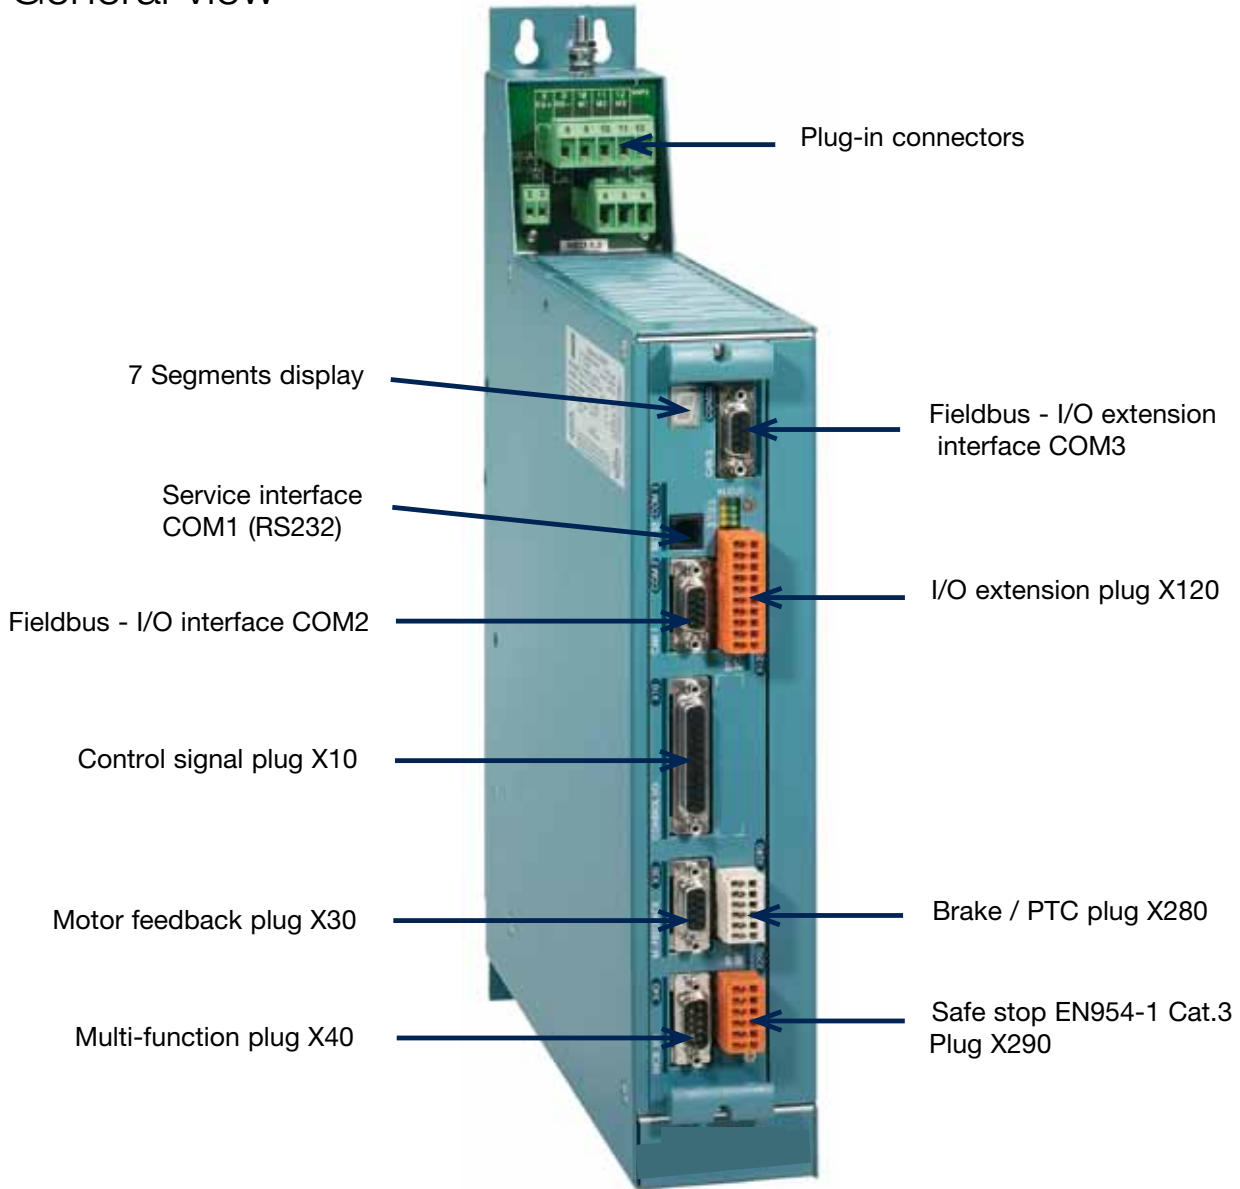 General view
Plug-in connectors
7 Segments display
Fieldbus - I/O extension
interface COM3
Service interface
COM1 (RS232)
I/O extension plug X120
Fieldbus - I/O interface COM2
Control signal plug X10
Motor feedback plug X30
Brake / PTC plug X280
Safe stop EN954-1 Cat.3
Plug X290
Multi-function plug X40